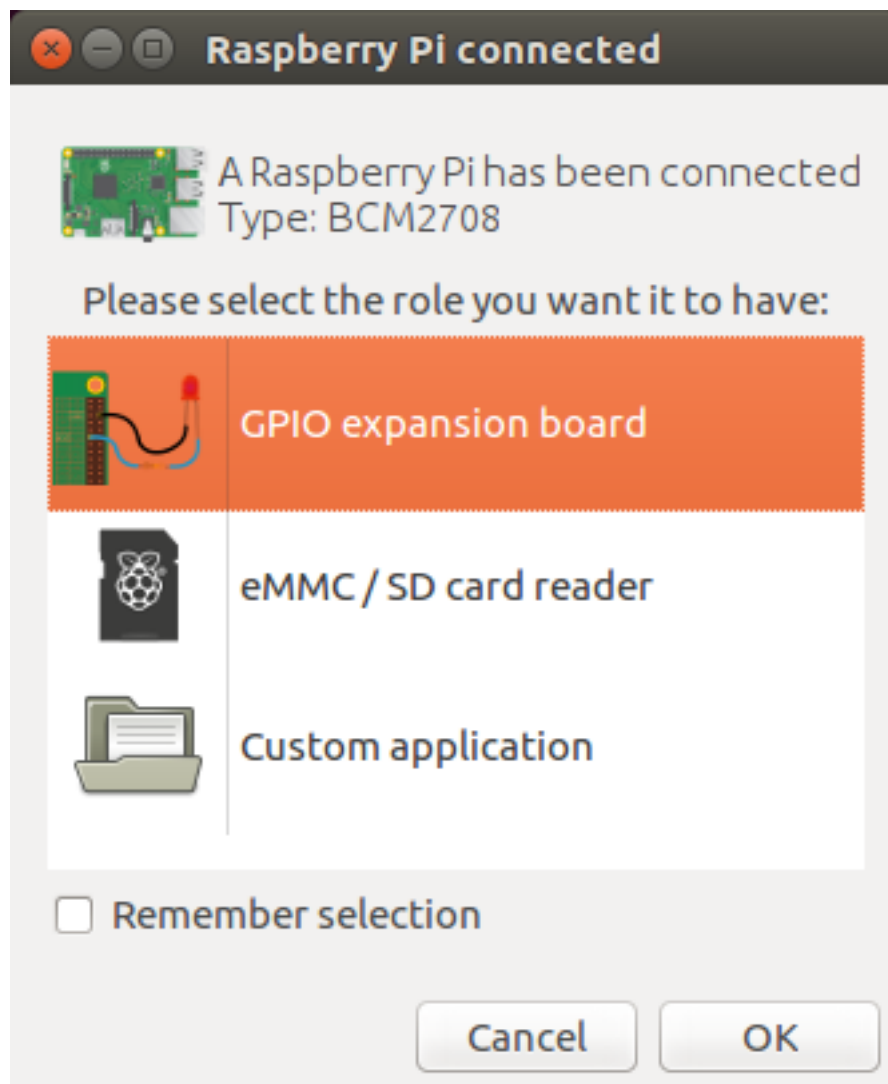 Raspberry Pi connected
A Raspberry Pi has been connected
Type: BCM2708
Please select the role you want it to have:
GPIO expansion board
eMMC / SD card reader
Custom application
Remember selection
Cancel
OK